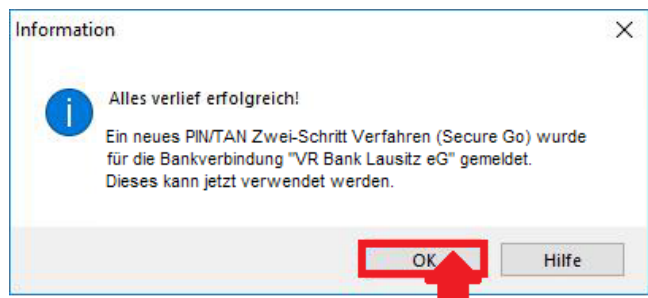 Information
Alles verlief erfolgreich!
Ein neues PIN/TAN Zwei-Schritt Verfahren (Secure Go) wurde
für die Bankverbindung "VR Bank Lausitz eG" gemeldet.
Dieses kann jetzt verwendet werden.
OK
Hilfe